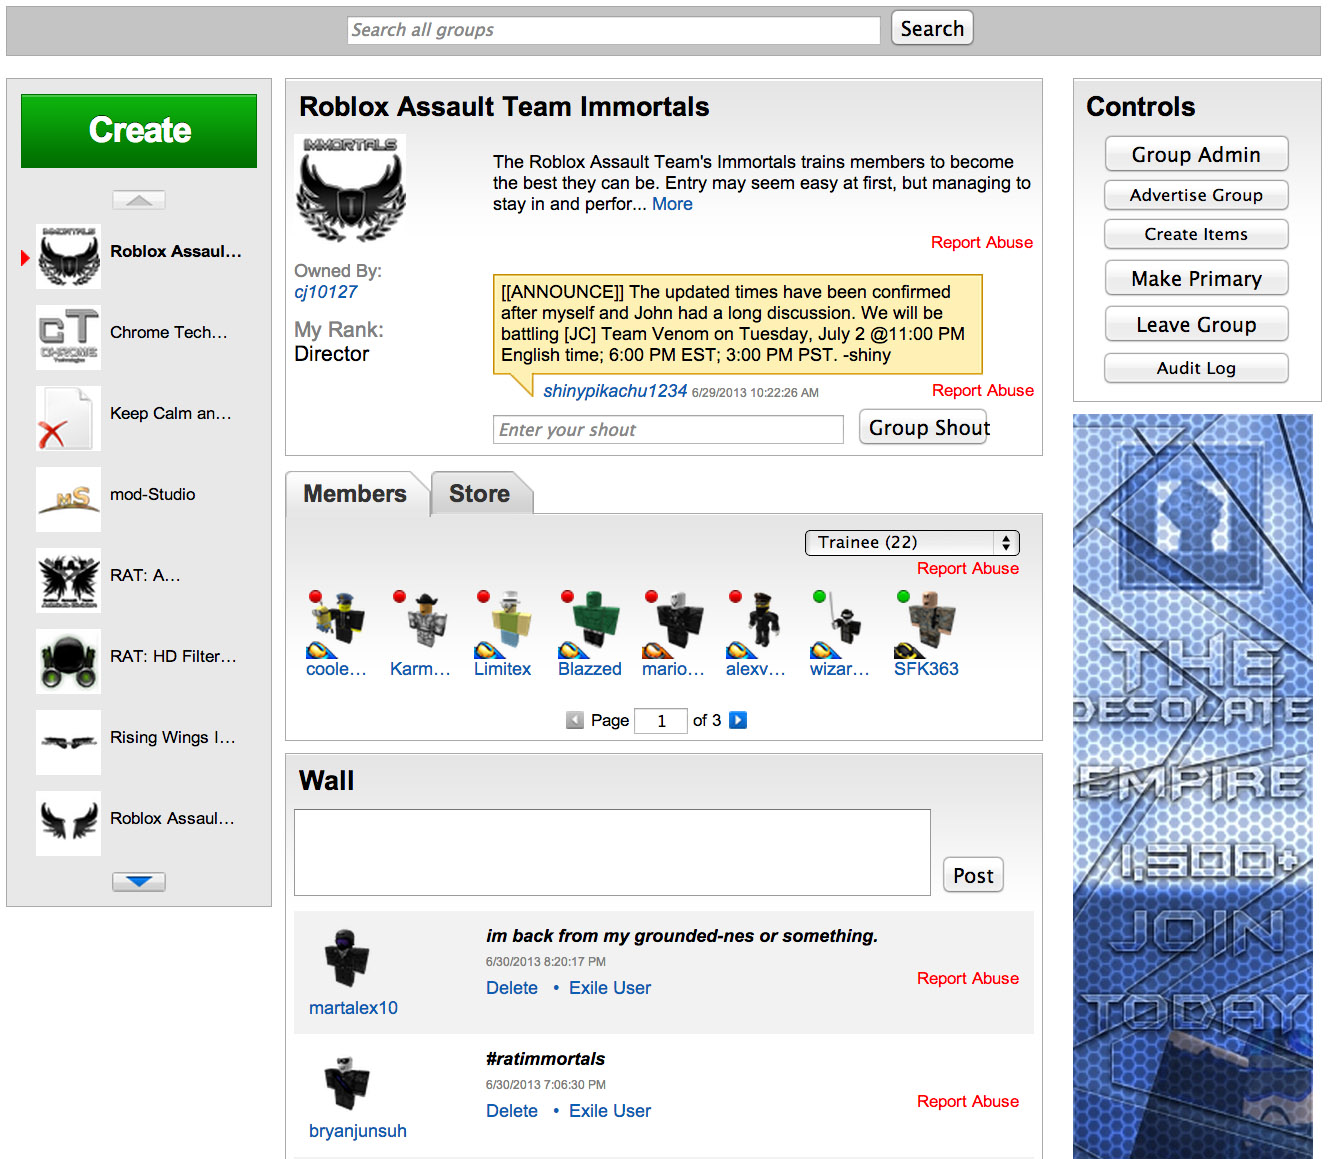 Search all groups
Search
Create
IMMORTALS
Roblox Assaul...
CT
CHROME
Technologies
Chrome Tech...
Keep Calm an...
mS
mod-Studio
R.A.T.
RAT: A...
RAT: HD Filter...
Rising Wings I...
Roblox Assaul...
Roblox Assault Team Immortals
IMMORTALS
I
The Roblox Assault Team's Immortals trains members to become
the best they can be. Entry may seem easy at first, but managing to
stay in and perfor... More
Report Abuse
Owned By:
cj10127
My Rank:
Director
[[ANNOUNCE]] The updated times have been confirmed
after myself and John had a long discussion. We will be
battling [JC] Team Venom on Tuesday, July 2 @11:00 PM
English time; 6:00 PM EST; 3:00 PM PST. -shiny
shinypikachu1234 6/29/2013 10:22:26 AM
Report Abuse
Enter your shout
Group Shout
Members
Store
Trainee (22)
Report Abuse
coole...
Karm...
Limitex
Blazzed
mario...
alexv...
wizar...
SFK363
Page 1 of 3
Wall
Post
im back from my grounded-nes or something.
6/30/2013 8:20:17 PM
Delete • Exile User
Report Abuse
martalex10
#ratimmortals
6/30/2013 7:06:30 PM
Delete • Exile User
Report Abuse
bryanjunsuh
Controls
Group Admin
Advertise Group
Create Items
Make Primary
Leave Group
Audit Log
THE
DESOLATE
EMPIRE
1,500+
JOIN
TODAY